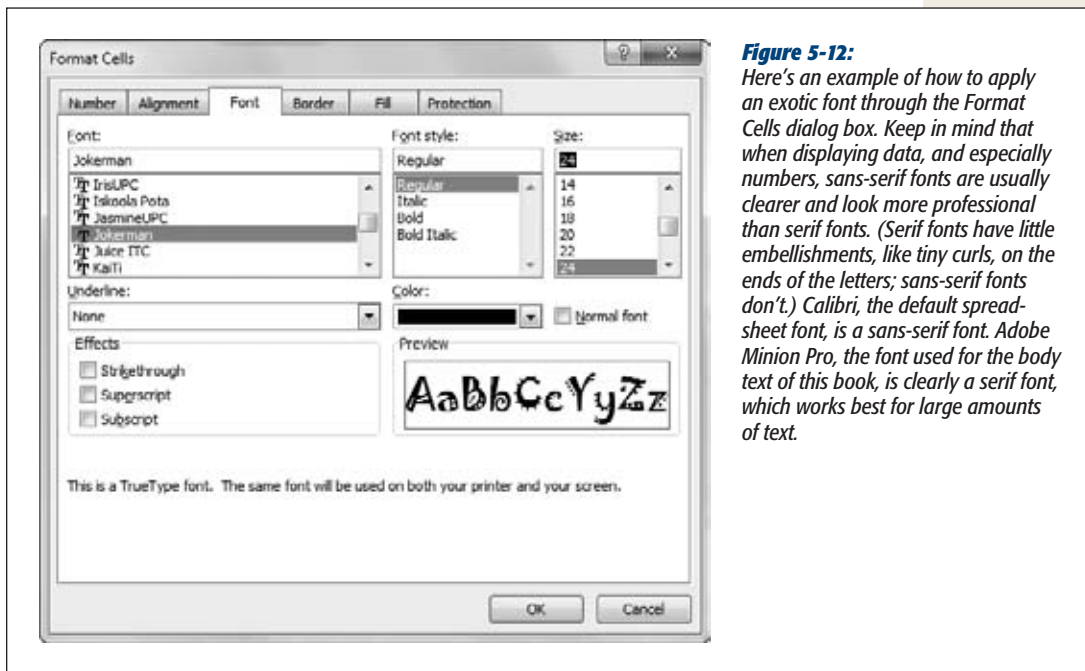 Format Cells
Number Alignment Font Border Fill Protection
Font: Font style: Size:
Jokerman Regular 24
IrisUPC Regular 14
Iskoola Pota Italic 16
JasmineUPC Bold 18
Jokerman Bold Italic 20
Juice ITC 22
KaiTi 24
Underline: Color:
None Normal font
Effects Preview
Strikethrough
Superscript
Subscript
AaBbCcYyZz
This is a TrueType font. The same font will be used on both your printer and your screen.
OK Cancel
Figure 5-12:
Here's an example of how to apply
an exotic font through the Format
Cells dialog box. Keep in mind that
when displaying data, and especially
numbers, sans-serif fonts are usually
clearer and look more professional
than serif fonts. (Serif fonts have little
embellishments, like tiny curls, on the
ends of the letters; sans-serif fonts
don't.) Calibri, the default spread-
sheet font, is a sans-serif font. Adobe
Minion Pro, the font used for the body
text of this book, is clearly a serif font,
which works best for large amounts
of text.